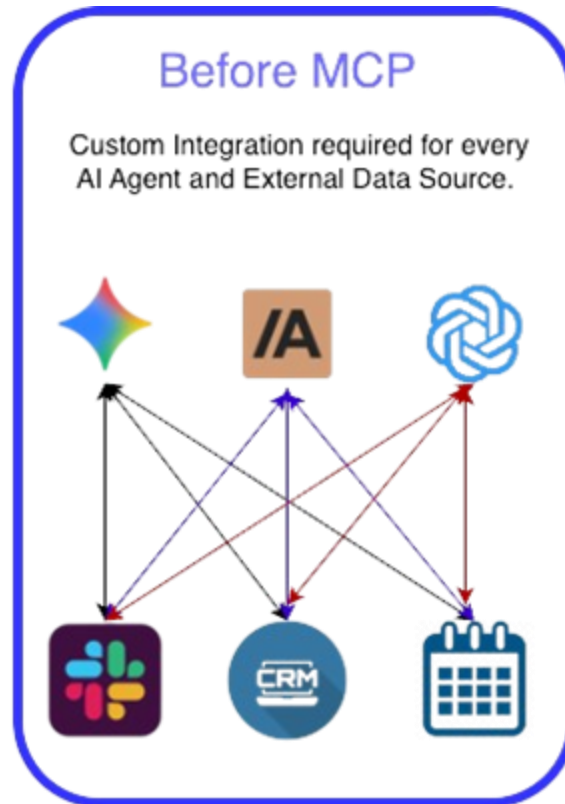 Before MCP
Custom Integration required for every
AI Agent and External Data Source.
/A
CRM